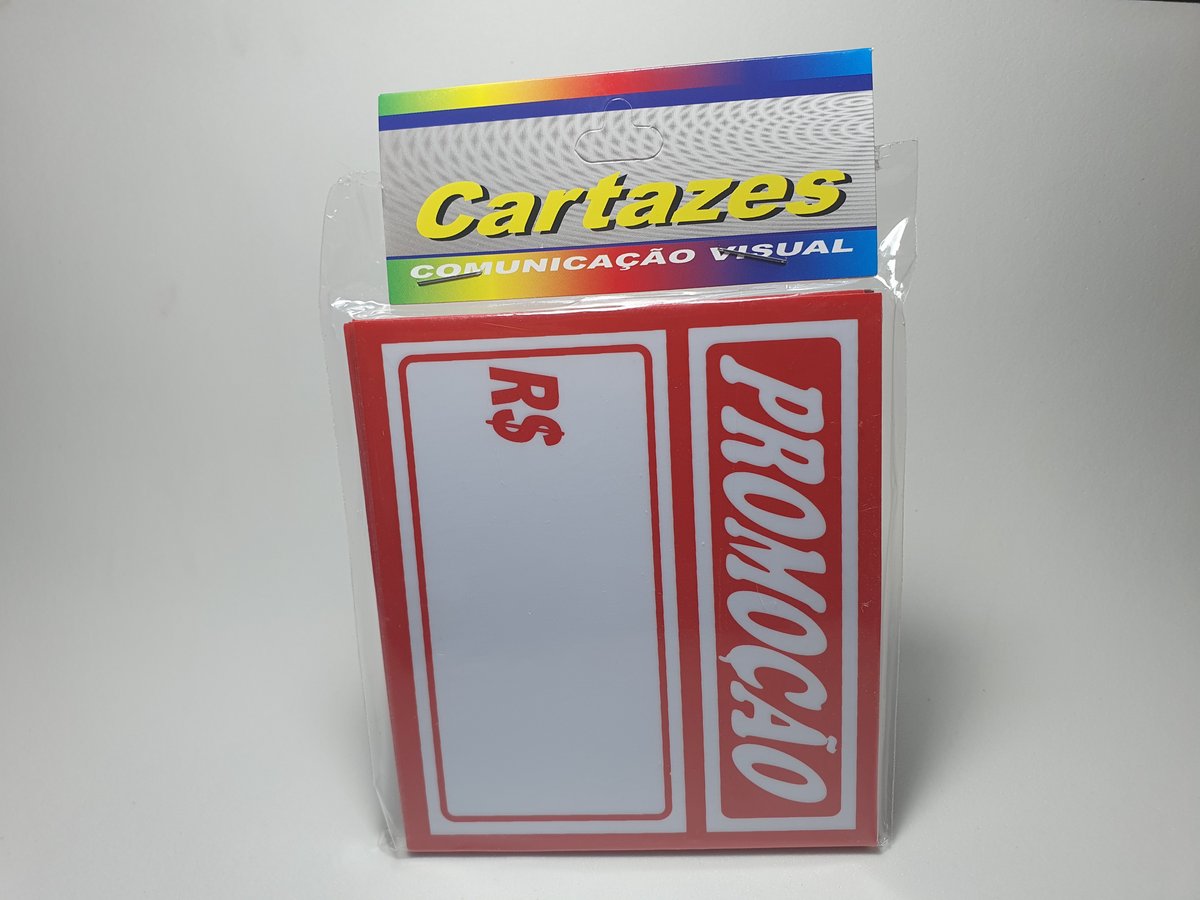 Cartazes
COMUNICAÇÃO VISUAL
PROMOÇÃO
R$